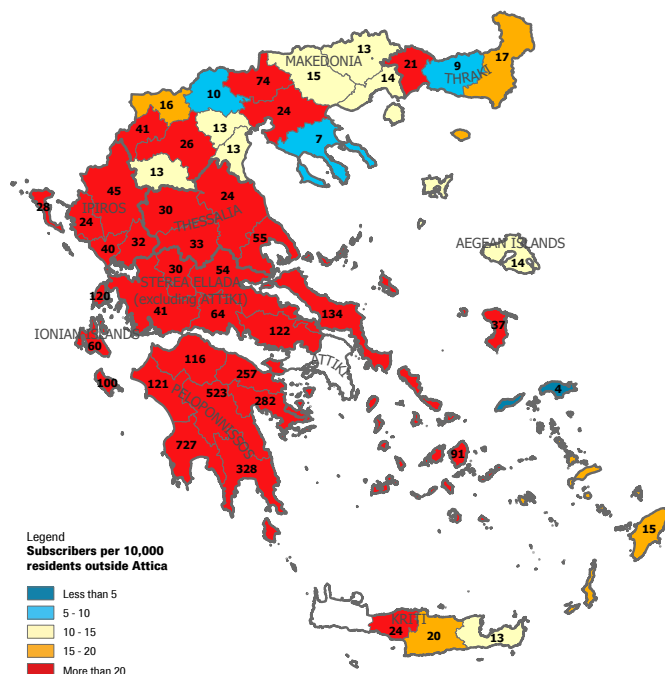 13
MAKEDONIA
17
21
9
74
15
THRAKI
14
10
16
24
41
13
7
26
13
13
45
24
28
30
IPIROS
24
THESSALIA
32
33
55
40
AEGEAN ISLANDS
14
30
54
STEREA ELLADA
120
(excluding ATTIKI)
41
64
134
37
122
IONIAN ISLANDS
60
116
ATTIKI
257
100
121
523
4
282
PELOPONNISOS
727
91
328
15
Legend
Subscribers per 10,000
residents outside Attica
Less than 5
5 - 10
10 - 15
15 - 20
More than 20
KRITI
24
20
13